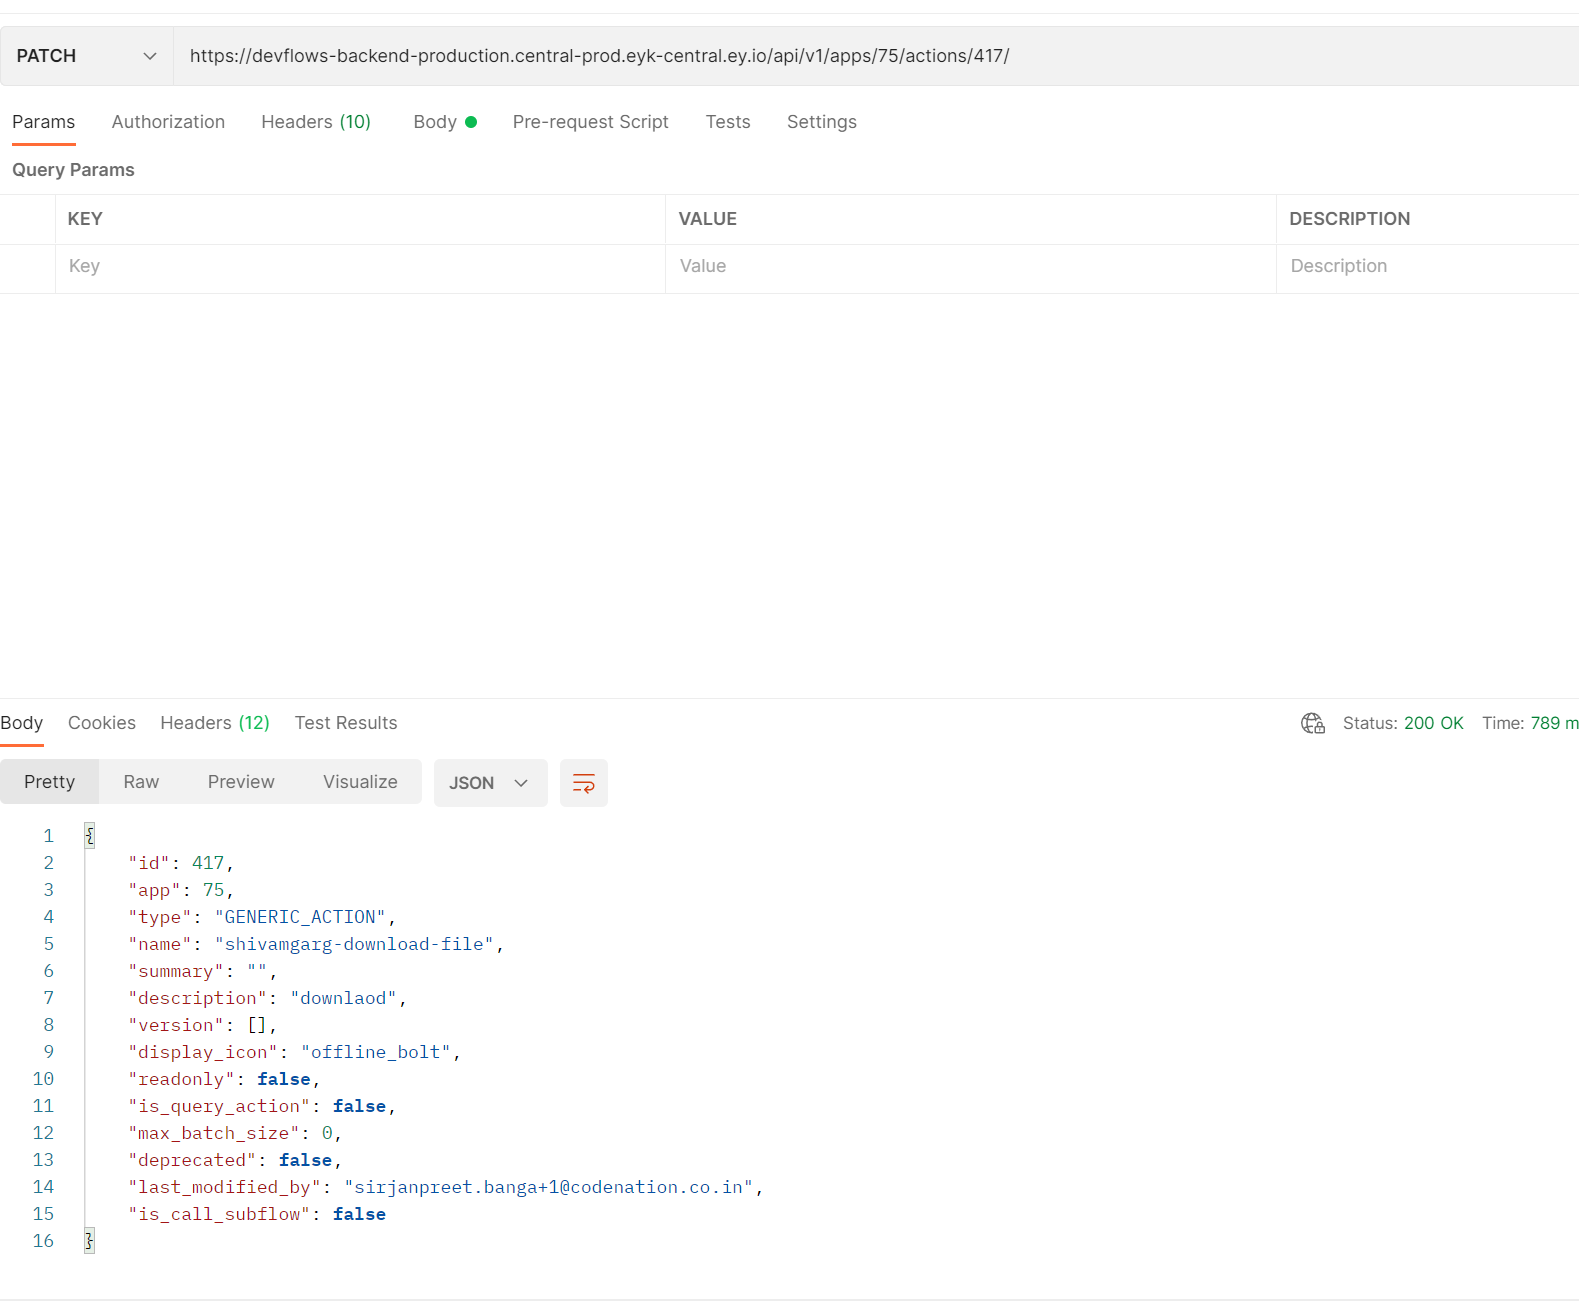 PATCH https://devflows-backend-production.central-prod.eyk-central.ey.io/api/v1/apps/75/actions/417/
Params Authorization Headers (10) Body Pre-request Script Tests Settings
Query Params
KEY VALUE DESCRIPTION
Key Value Description
Body Cookies Headers (12) Test Results Status: 200 OK Time: 789 m
Pretty Raw Preview Visualize JSON
1 {
2 "id": 417,
3 "app": 75,
4 "type": "GENERIC_ACTION",
5 "name": "shivamgarg-download-file",
6 "summary": "",
7 "description": "downlaod",
8 "version": [],
9 "display_icon": "offline_bolt",
10 "readonly": false,
11 "is_query_action": false,
12 "max_batch_size": 0,
13 "deprecated": false,
14 "last_modified_by": "sirjanpreet.banga+1@codenation.co.in",
15 "is_call_subflow": false
16 }